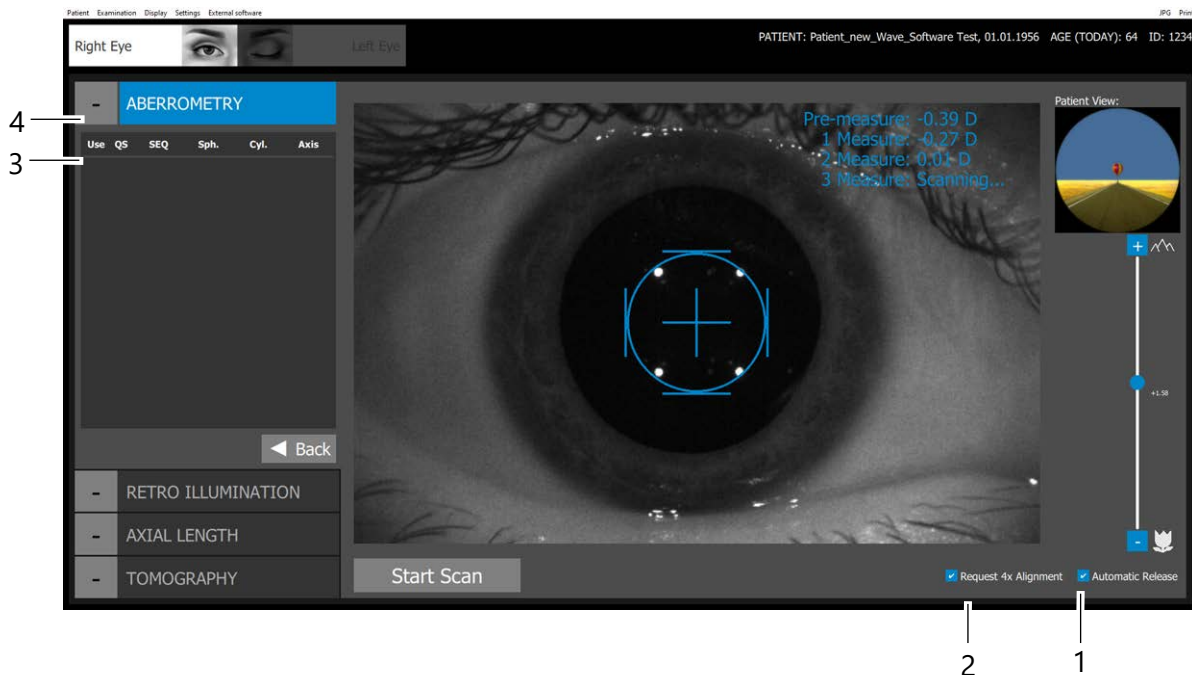 Patient Examination Display Settings External software JPG Prin
Right Eye Left Eye PATIENT: Patient_new_Wave_Software Test, 01.01.1956 AGE (TODAY): 64 ID: 1234
- ABERROMETRY
Patient View:
4
Use QS SEQ Sph. Cyl. Axis
3
Pre-measure: -0.39 D
1 Measure: -0.27 D
2 Measure: 0.01 D
3 Measure: Scanning...
+
+1.58
Back
- RETRO ILLUMINATION
- AXIAL LENGTH
-
- TOMOGRAPHY
Start Scan
Request 4x Alignment Automatic Release
2 1